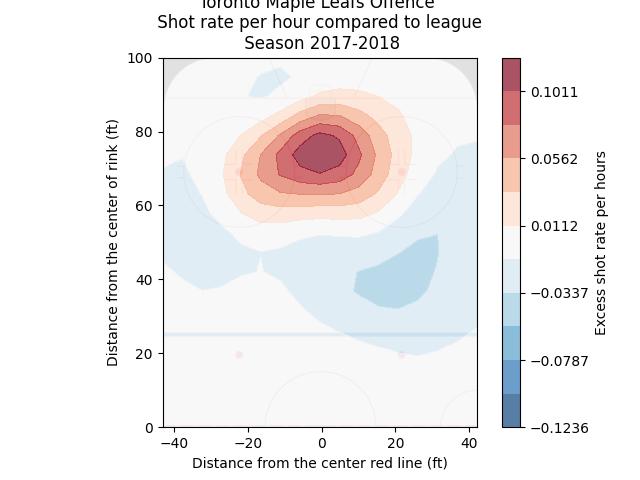 Toronto Maple Leafs Offence
Shot rate per hour compared to league
Season 2017-2018
100
80
60
40
20
0
−40
−20
0
20
40
Distance from the center of rink (ft)
Distance from the center red line (ft)
0.1011
0.0562
0.0112
−0.0337
−0.0787
−0.1236
Excess shot rate per hours